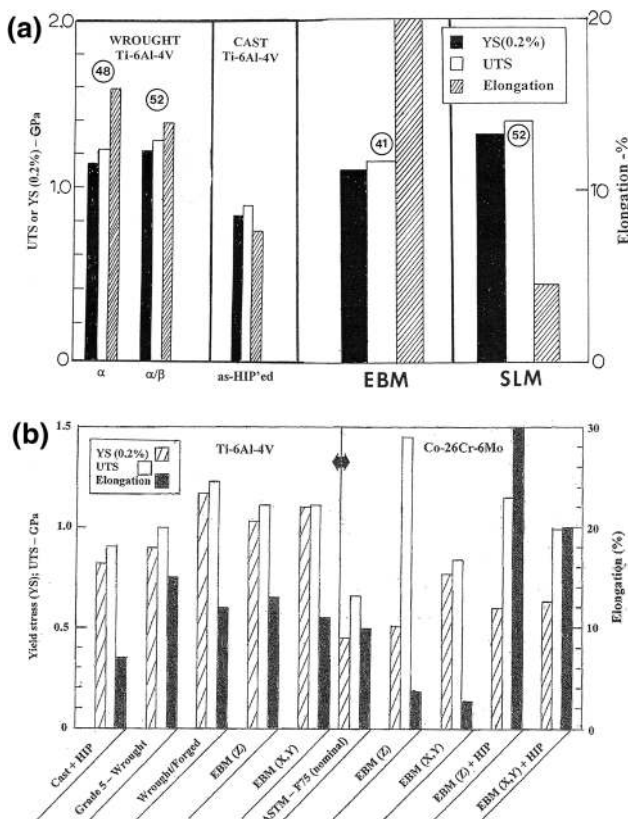 (a)
2.0
1.0
0
UTS or YS (0.2%) – GPa
WROUGHT
Ti-6Al-4V
CAST
Ti-6Al-4V
48
52
41
52
YS(0.2%)
UTS
Elongation
20
10
0
Elongation -%
α
α/β
as-HIP'ed
EBM
SLM
(b)
1.5
1.0
0.5
0
Yield stress (YS); UTS – GPa
YS (0.2%)
UTS
Elongation
Ti-6Al-4V
Co-26Cr-6Mo
30
20
10
0
Elongation (%)
Cast + HIP
Grade 5 – Wrought
Wrought/Forged
EBM (Z)
EBM (X,Y)
ASTM – F75 (nominal)
EBM (Z)
EBM (X,Y)
EBM (Z) + HIP
EBM (X,Y) + HIP